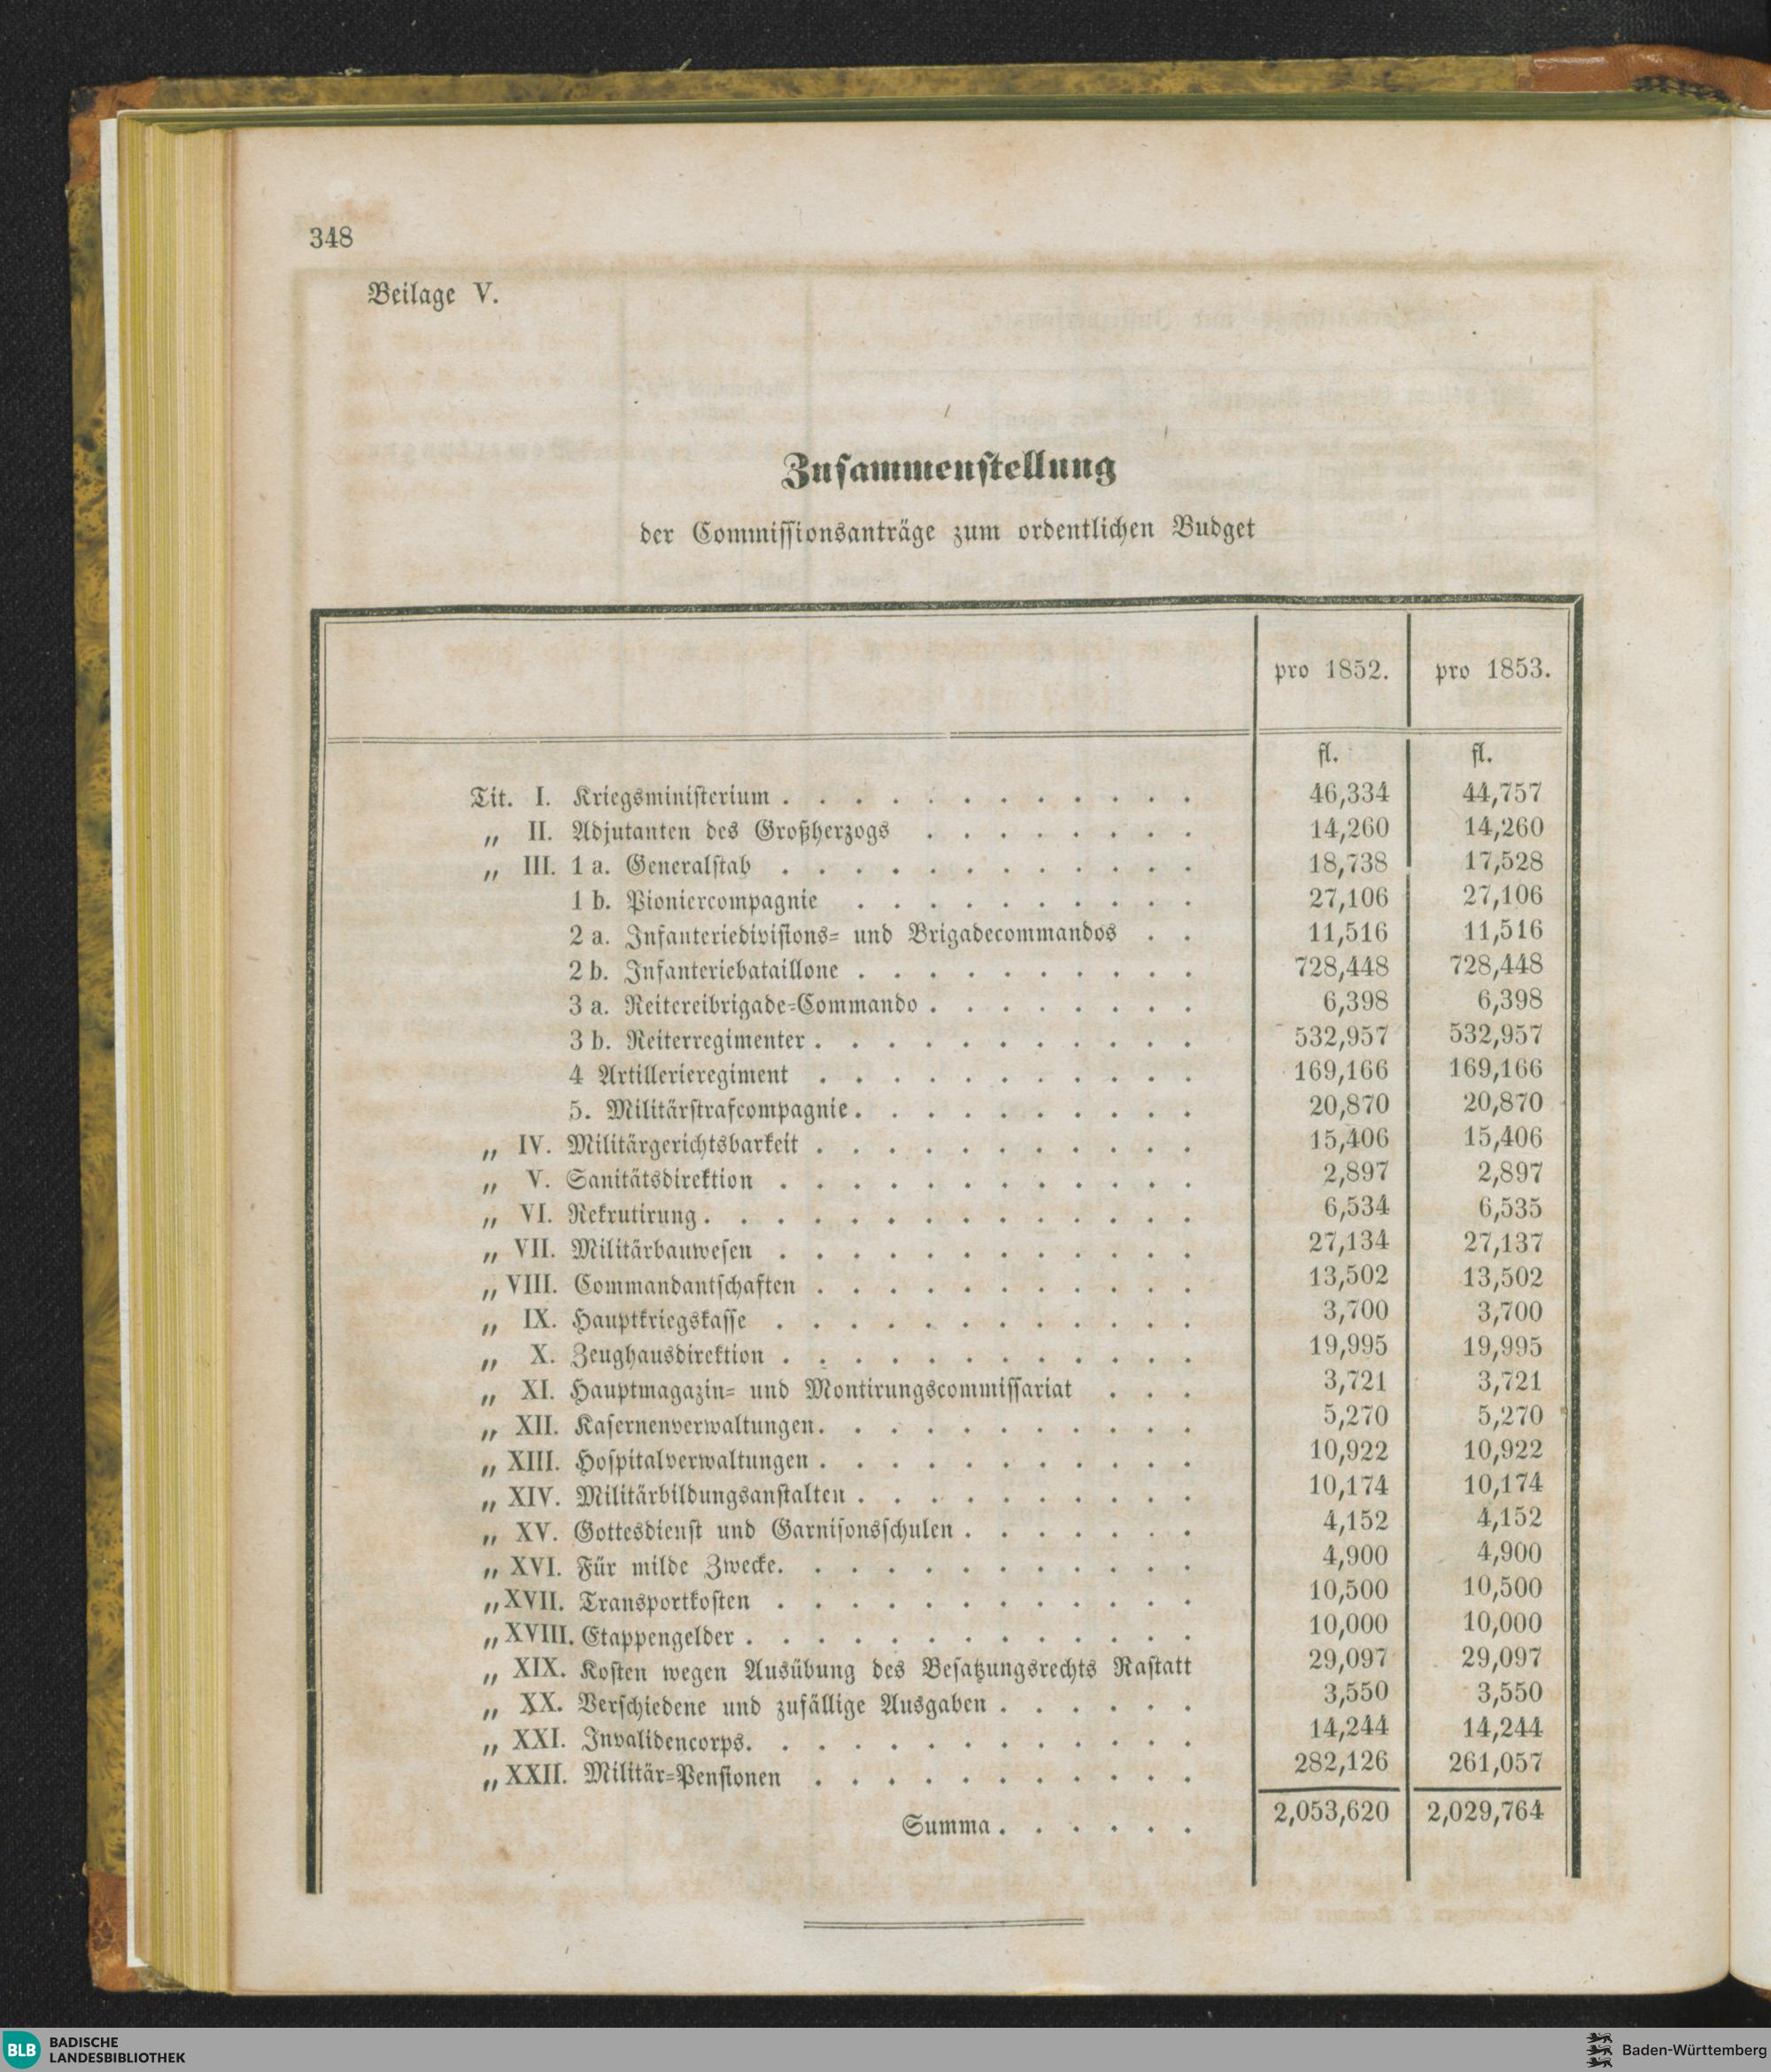 348
Beilage V.
Zusammenstellung
der Commissionsanträge zum ordentlichen Budget
pro 1852. pro 1853.
fl. fl.
Tit. I. Kriegsministerium . . . . . . . . . . . . 46,334 44,757
„ II. Adjutanten des Großherzogs . . . . . . . . 14,260 14,260
„ III. 1 a. Generalstab . . . . . . . . . . . . 18,738 17,528
1 b. Pioniercompagnie . . . . . . . . . . 27,106 27,106
2 a. Infanteriedivisions- und Brigadecommandos . . 11,516 11,516
2 b. Infanteriebataillone . . . . . . . . . . 728,448 728,448
3 a. Reitereibrigade-Commando . . . . . . . . 6,398 6,398
3 b. Reiterregimenter . . . . . . . . . . . 532,957 532,957
4 Artillerieregiment . . . . . . . . . . . 169,166 169,166
5. Militärstrafcompagnie . . . . . . . . . . 20,870 20,870
„ IV. Militärgerichtsbarkeit . . . . . . . . . . . 15,406 15,406
„ V. Sanitätsdirektion . . . . . . . . . . . . 2,897 2,897
„ VI. Rekrutirung . . . . . . . . . . . . . . 6,534 6,535
„ VII. Militärbauwesen . . . . . . . . . . . . 27,134 27,137
„ VIII. Commandantschaften . . . . . . . . . . . 13,502 13,502
„ IX. Hauptkriegskasse . . . . . . . . . . . . 3,700 3,700
„ X. Zeughausdirektion . . . . . . . . . . . . 19,995 19,995
„ XI. Hauptmagazin- und Montirungscommissariat . . . 3,721 3,721
„ XII. Kasernenverwaltungen . . . . . . . . . . . 5,270 5,270
„ XIII. Hospitalverwaltungen . . . . . . . . . . . 10,922 10,922
„ XIV. Militärbildungsanstalten . . . . . . . . . . 10,174 10,174
„ XV. Gottesdienst und Garnisonsschulen . . . . . . . 4,152 4,152
„ XVI. Für milde Zwecke . . . . . . . . . . . . 4,900 4,900
„ XVII. Transportkosten . . . . . . . . . . . . 10,500 10,500
„ XVIII. Etappengelder . . . . . . . . . . . . . 10,000 10,000
„ XIX. Kosten wegen Ausübung des Besatzungsrechts Rastatt 29,097 29,097
„ XX. Verschiedene und zufällige Ausgaben . . . . . . 3,550 3,550
„ XXI. Invalidencorps . . . . . . . . . . . . . 14,244 14,244
„ XXII. Militär-Pensionen . . . . . . . . . . . 282,126 261,057
Summa . . . . . . 2,053,620 2,029,764
BLB BADISCHE
LANDESBIBLIOTHEK
Baden-Württemberg